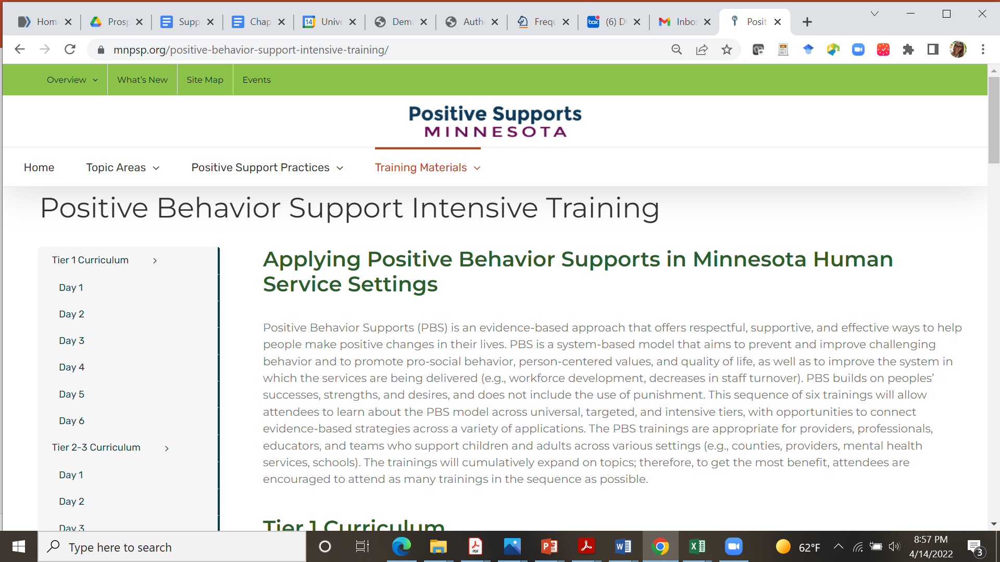 Hom
Prosp
Supp
Chap
Unive
Dema
Auth
Frequ
(6) D
Inbo
Posit
mnpsp.org/positive-behavior-support-intensive-training/
Overview
What's New
Site Map
Events
Positive Supports
MINNESOTA
Home
Topic Areas
Positive Support Practices
Training Materials
Positive Behavior Support Intensive Training
Tier 1 Curriculum
Day 1
Day 2
Day 3
Day 4
Day 5
Day 6
Tier 2-3 Curriculum
Day 1
Day 2
Day 3
Applying Positive Behavior Supports in Minnesota Human
Service Settings
Positive Behavior Supports (PBS) is an evidence-based approach that offers respectful, supportive, and effective ways to help
people make positive changes in their lives. PBS is a system-based model that aims to prevent and improve challenging
behavior and to promote pro-social behavior, person-centered values, and quality of life, as well as to improve the system in
which the services are being delivered (e.g., workforce development, decreases in staff turnover). PBS builds on peoples'
successes, strengths, and desires, and does not include the use of punishment. This sequence of six trainings will allow
attendees to learn about the PBS model across universal, targeted, and intensive tiers, with opportunities to connect
evidence-based strategies across a variety of applications. The PBS trainings are appropriate for providers, professionals,
educators, and teams who support children and adults across various settings (e.g., counties, providers, mental health
services, schools). The trainings will cumulatively expand on topics; therefore, to get the most benefit, attendees are
encouraged to attend as many trainings in the sequence as possible.
Tier 1 Curriculum
Type here to search
62°F
8:57 PM
4/14/2022
3